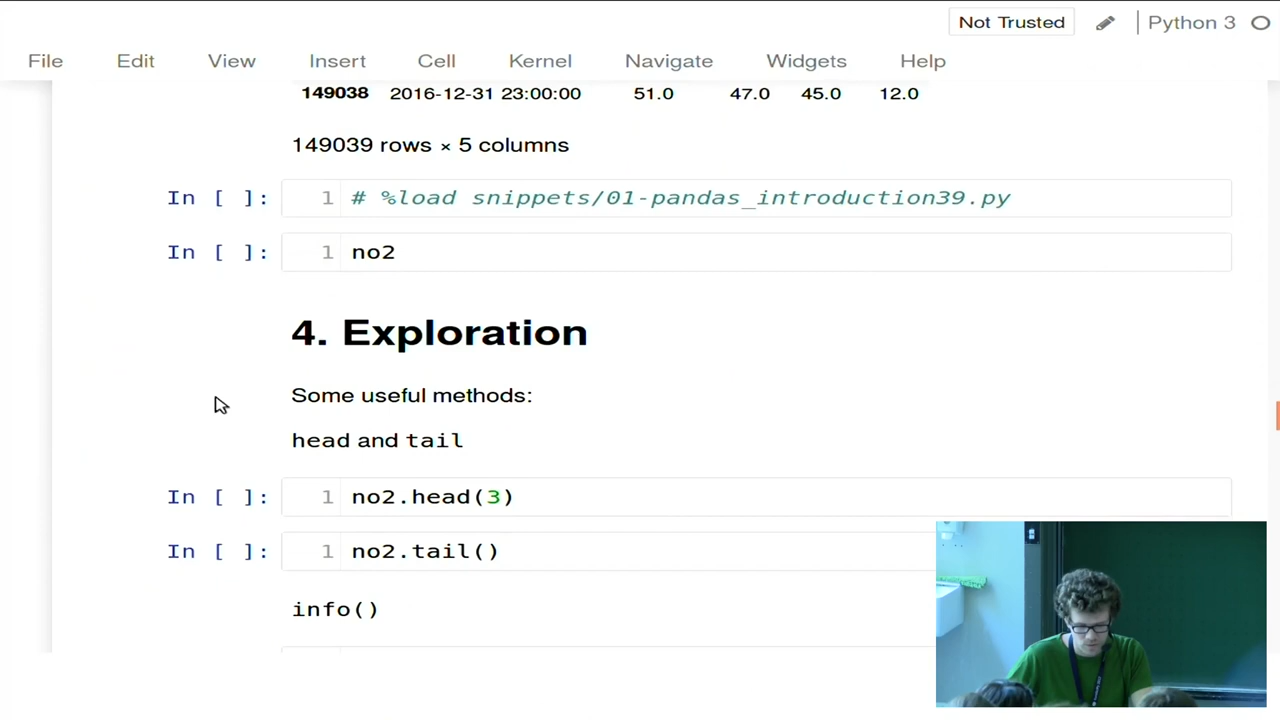 Not Trusted Python 3
File Edit View Insert Cell Kernel Navigate Widgets Help
149038 2016-12-31 23:00:00 51.0 47.0 45.0 12.0
149039 rows × 5 columns
In [ ]: 1 # %load snippets/01-pandas_introduction39.py
In [ ]: 1 no2
4. Exploration
Some useful methods:
head and tail
In [ ]: 1 no2.head(3)
In [ ]: 1 no2.tail()
info()